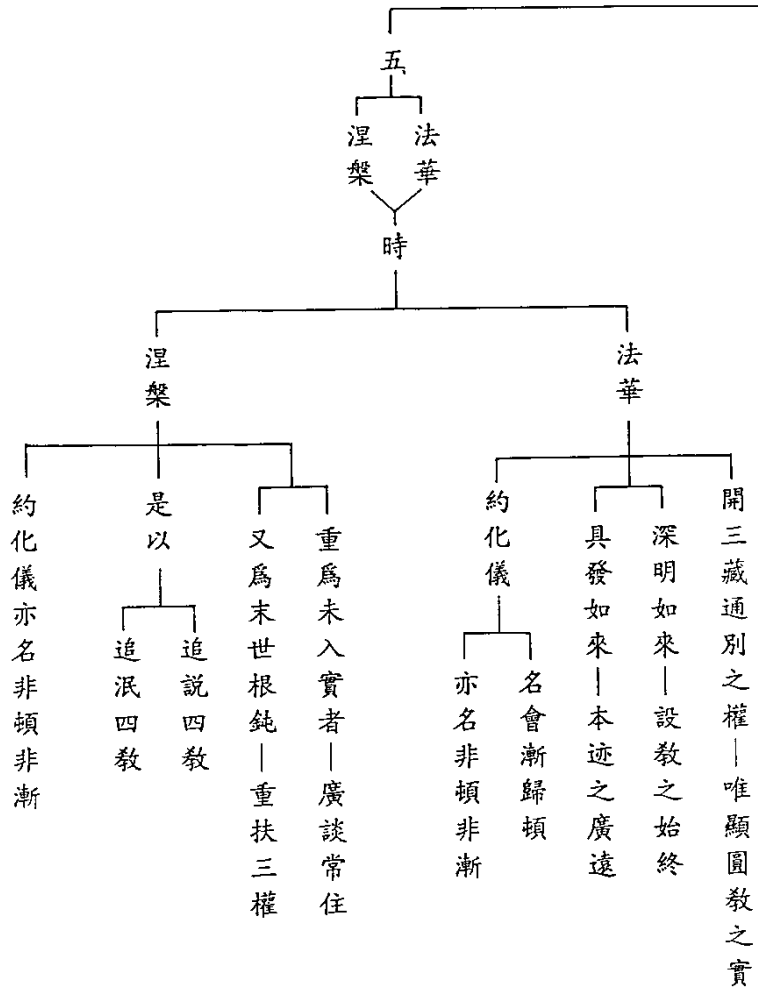 五、
法華
涅槃
時
法華
開三藏通別之權—唯顯圓教之實
深明如來—設教之始終
具發如來—本迹之廣遠
約化儀
名會漸歸頓
亦名非頓非漸
涅槃
重爲未入實者—廣談常住
又爲末世根鈍—重扶三權
是以
追説四教
追泯四教
約化儀亦名非頓非漸